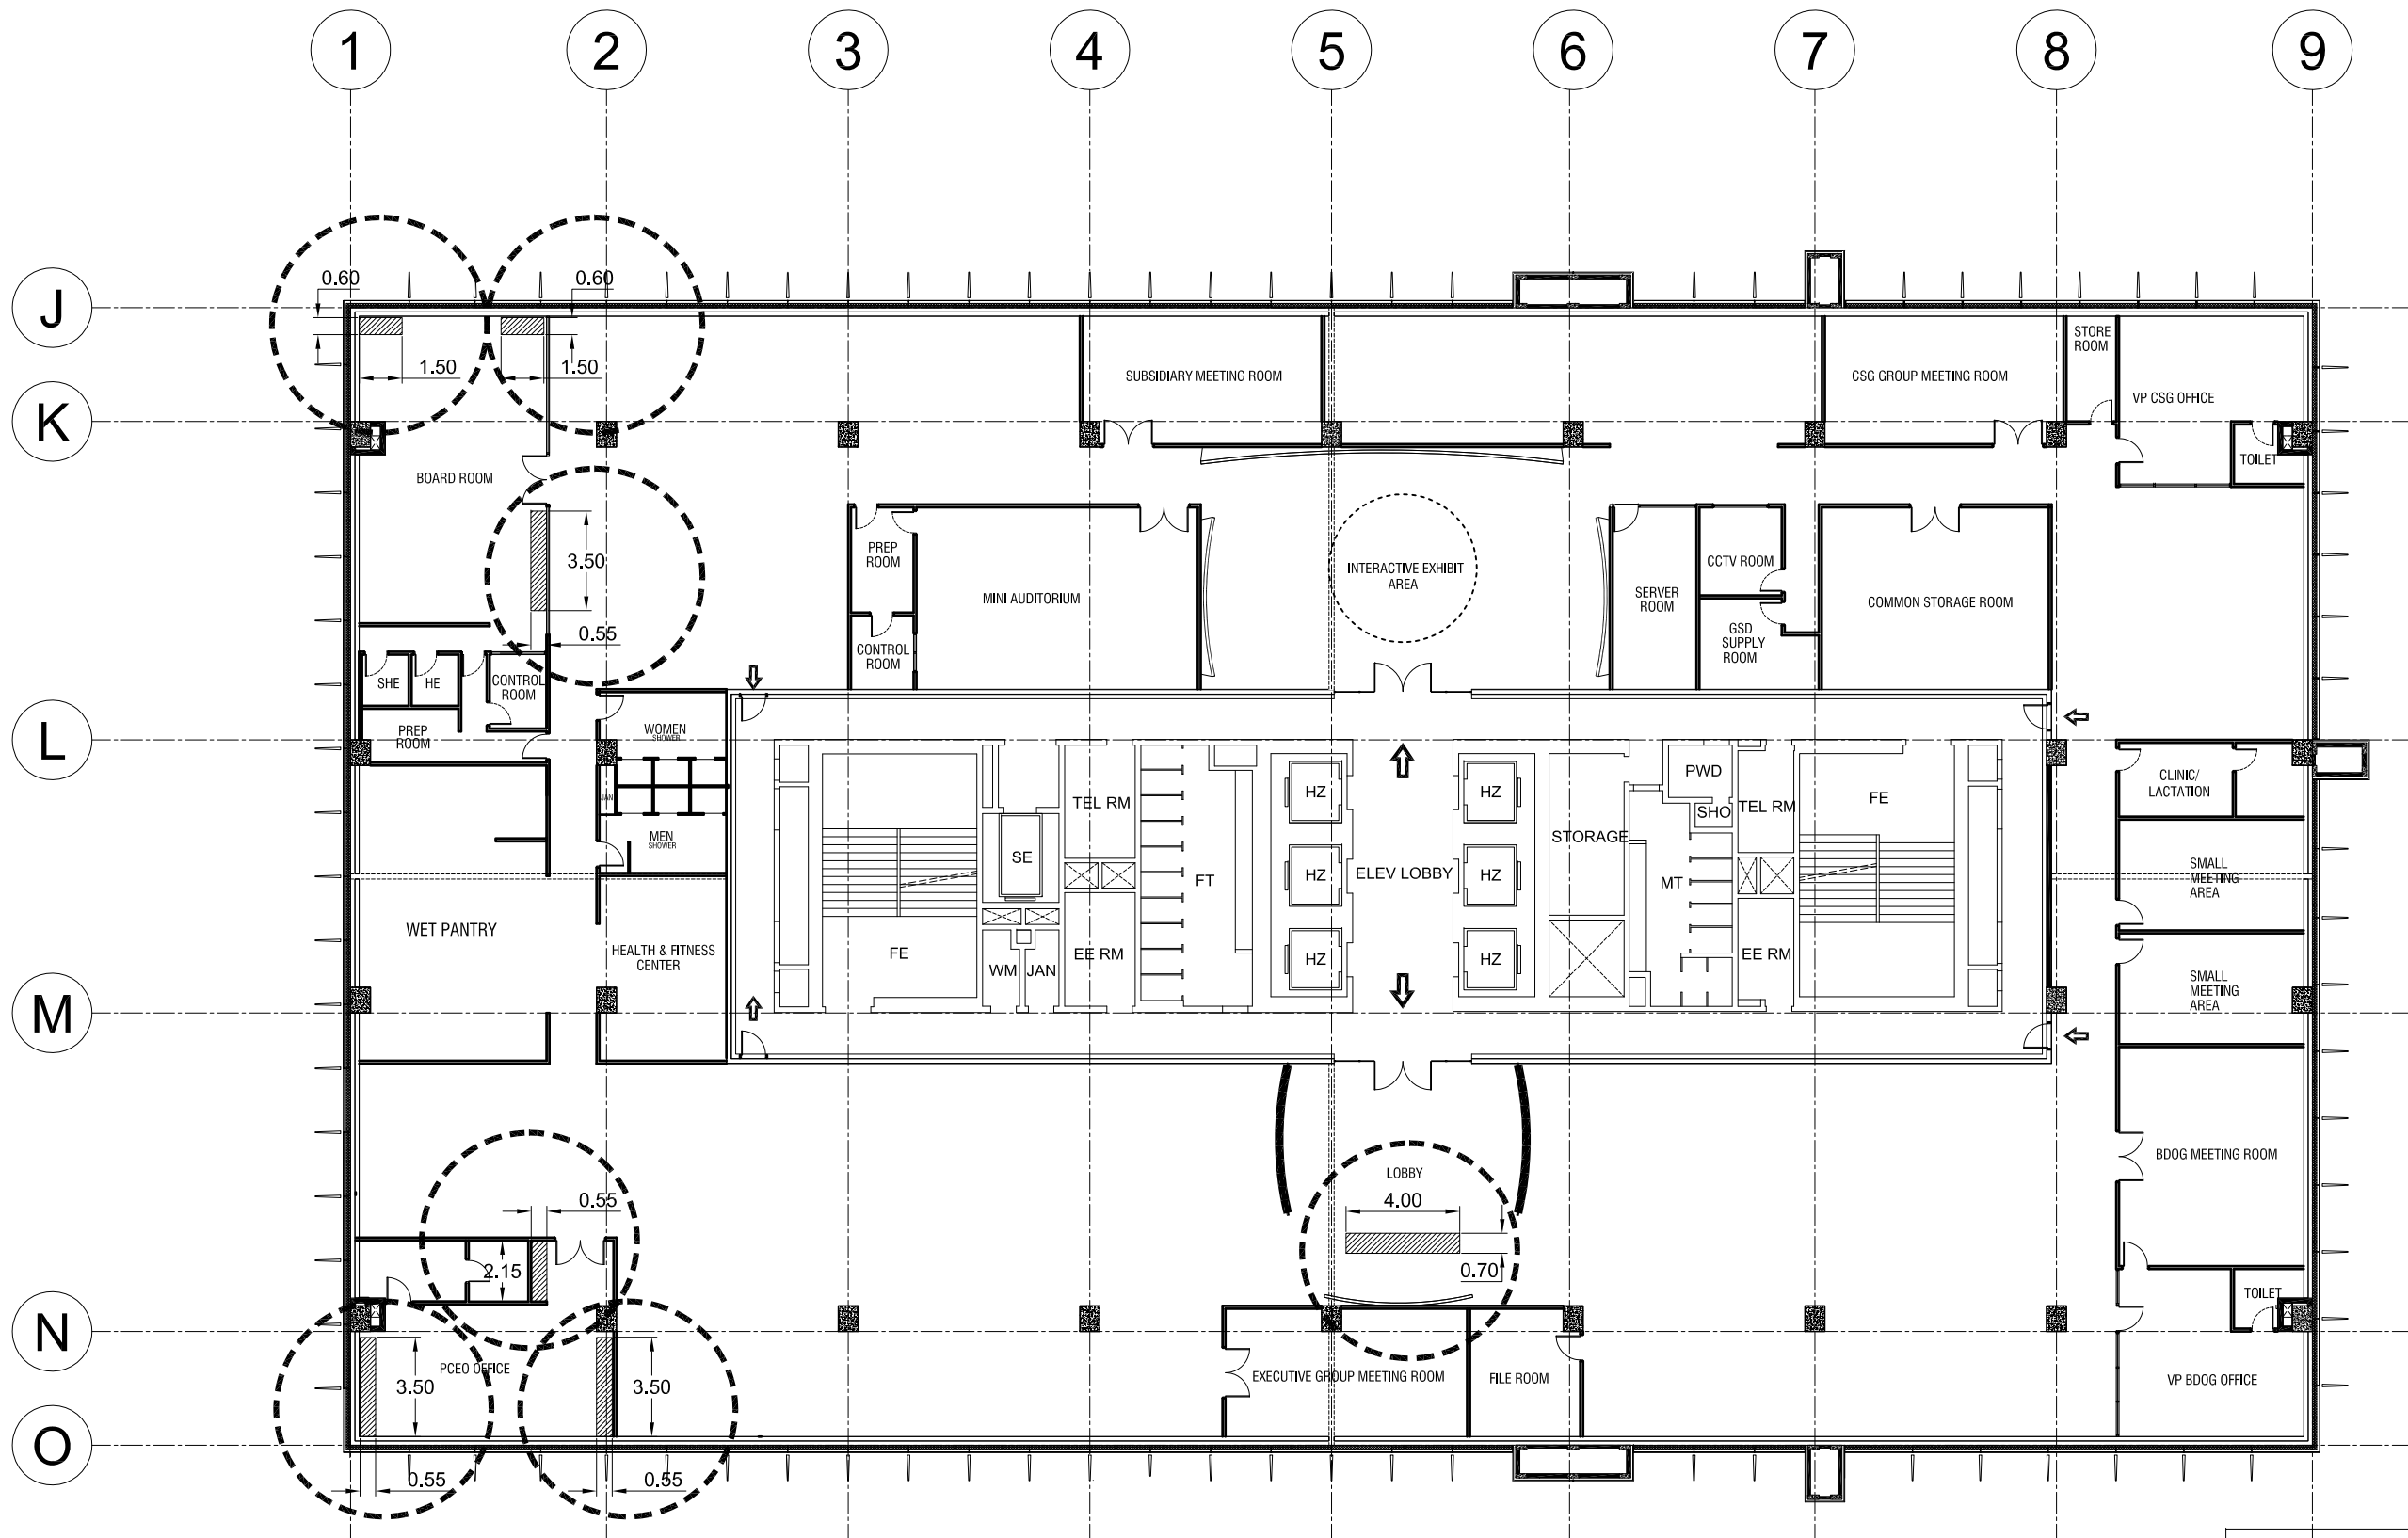 1 2 3 4 5 6 7 8 9
J
K
L
M
N
O
0.60
0.60
1.50
1.50
SUBSIDIARY MEETING ROOM
CSG GROUP MEETING ROOM
STORE
ROOM
VP CSG OFFICE
TOILET
BOARD ROOM
3.50
0.55
PREP
ROOM
MINI AUDITORIUM
CONTROL
ROOM
INTERACTIVE EXHIBIT
AREA
SERVER
ROOM
CCTV ROOM
GSD
SUPPLY
ROOM
COMMON STORAGE ROOM
SHE
HE
CONTROL
ROOM
PREP
ROOM
WOMEN
SHOWER
JAN
MEN
SHOWER
WET PANTRY
HEALTH & FITNESS
CENTER
FE
FE
SE
WM
JAN
TEL RM
EE RM
FT
HZ
HZ
HZ
ELEV LOBBY
HZ
HZ
HZ
STORAGE
PWD
SHO
MT
TEL RM
EE RM
CLINIC/
LACTATION
SMALL
MEETING
AREA
SMALL
MEETING
AREA
BDOG MEETING ROOM
TOILET
VP BDOG OFFICE
LOBBY
4.00
0.70
0.55
2.15
PCEO OFFICE
3.50
3.50
0.55
0.55
EXECUTIVE GROUP MEETING ROOM
FILE ROOM